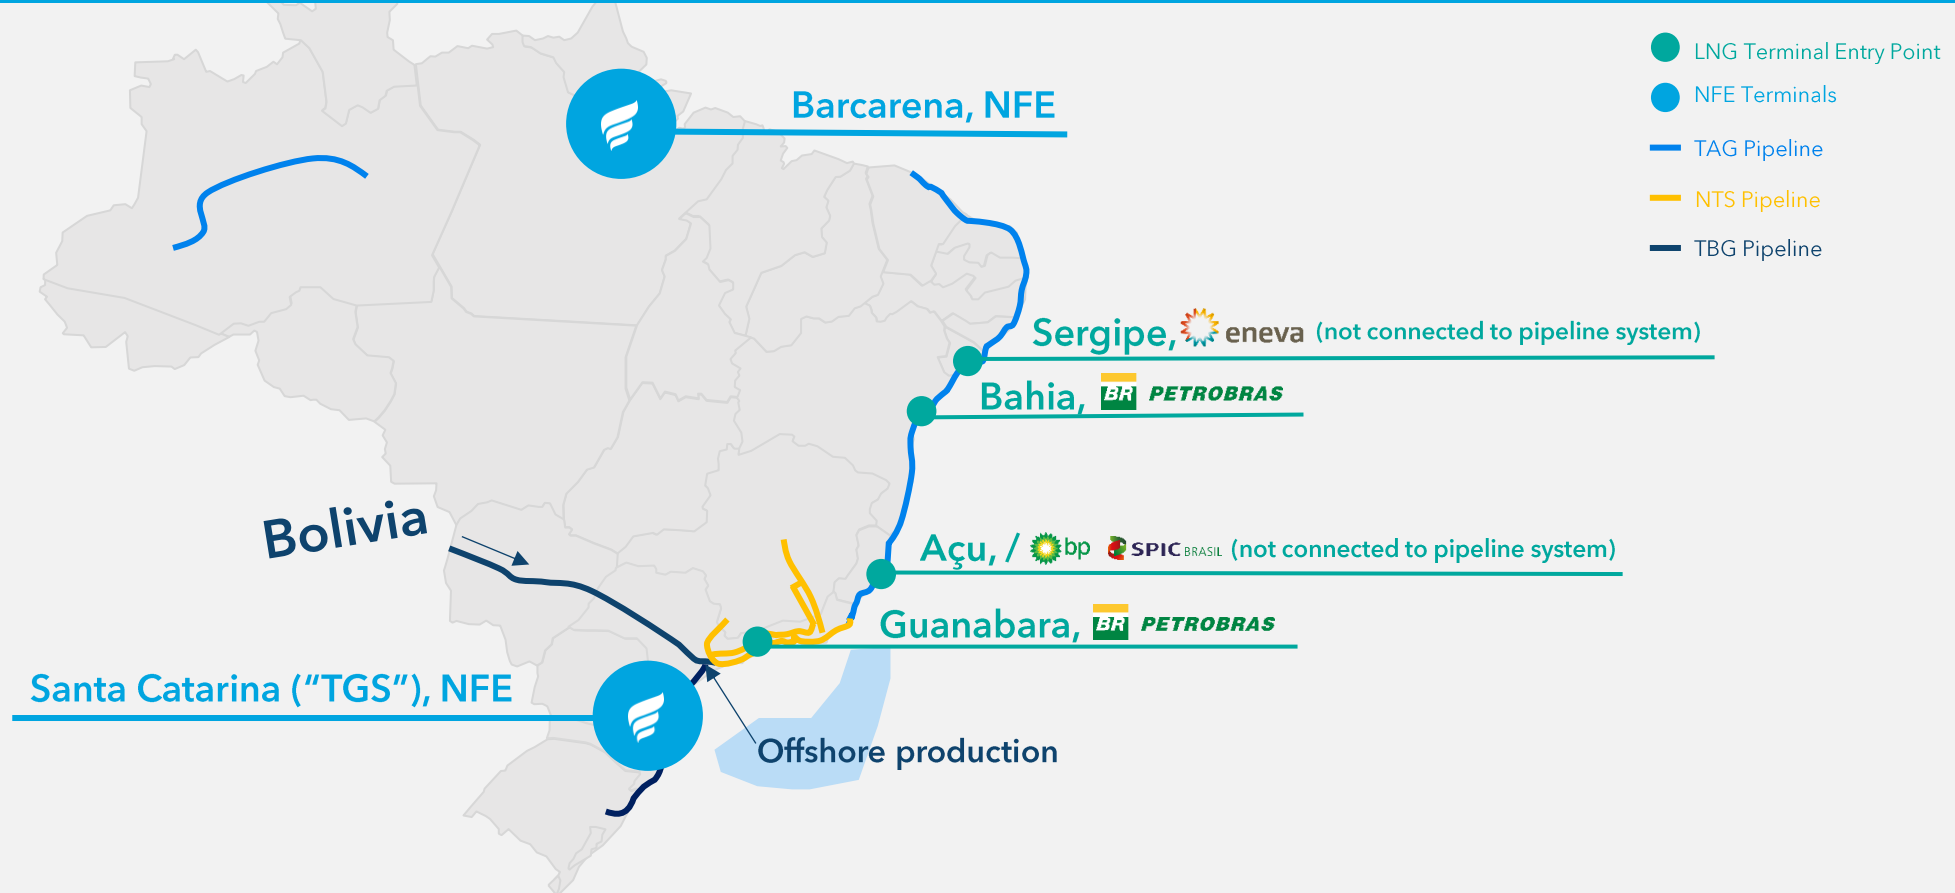 LNG Terminal Entry Point
NFE Terminals
TAG Pipeline
NTS Pipeline
TBG Pipeline
Barcarena, NFE
Sergipe, eneva (not connected to pipeline system)
Bahia, BR PETROBRAS
Bolivia
Açu, / bp SPIC BRASIL (not connected to pipeline system)
Guanabara, BR PETROBRAS
Santa Catarina (“TGS”), NFE
Offshore production